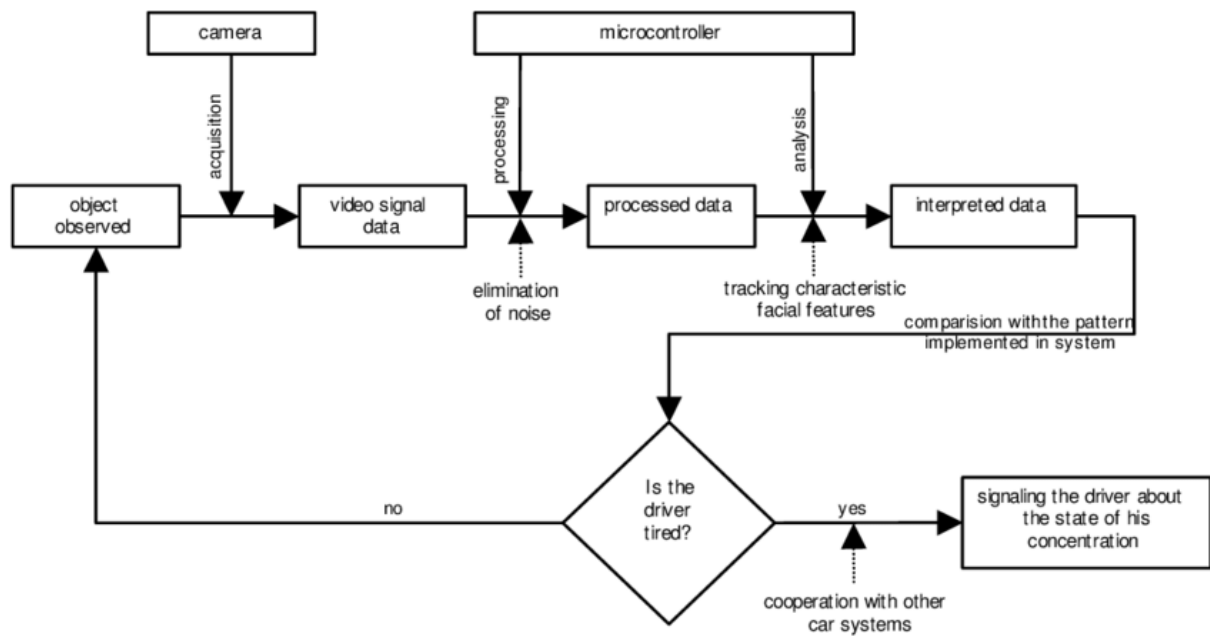 camera
microcontroller
acquisition
processing
analysis
object
observed
video signal
data
processed data
interpreted data
elimination
of noise
tracking characteristic
facial features
comparision with the pattern
implemented in system
Is the
driver
tired?
no
yes
signaling the driver about
the state of his
concentration
cooperation with other
car systems